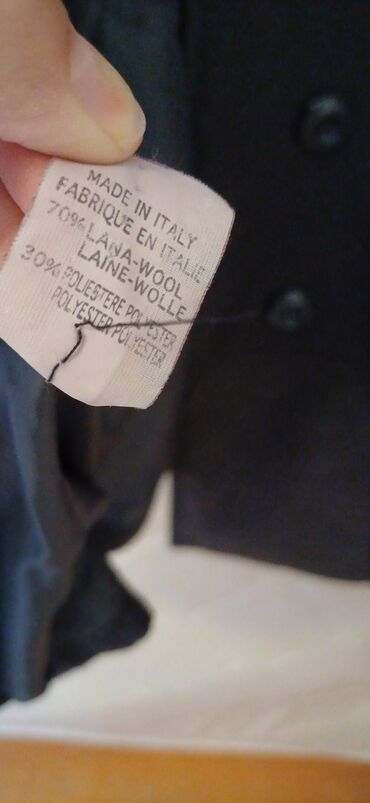 MADE IN ITALY
FABRIQUE EN ITALIE
70% LANA-WOOL
LAINE-WOLLE
30% POLIESTERE POLYESTER
POLYESTER POLYESTER